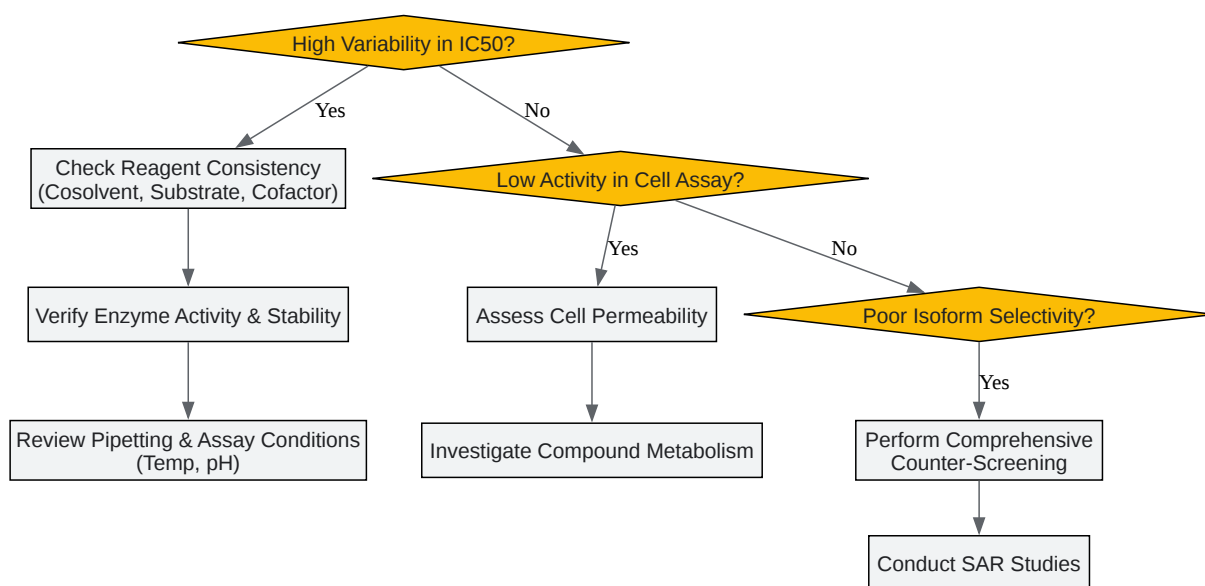 High Variability in IC50?
Yes
No
Check Reagent Consistency
(Cosolvent, Substrate, Cofactor)
Low Activity in Cell Assay?
Yes
No
Verify Enzyme Activity & Stability
Assess Cell Permeability
Poor Isoform Selectivity?
Yes
Review Pipetting & Assay Conditions
(Temp, pH)
Investigate Compound Metabolism
Perform Comprehensive
Counter-Screening
Conduct SAR Studies